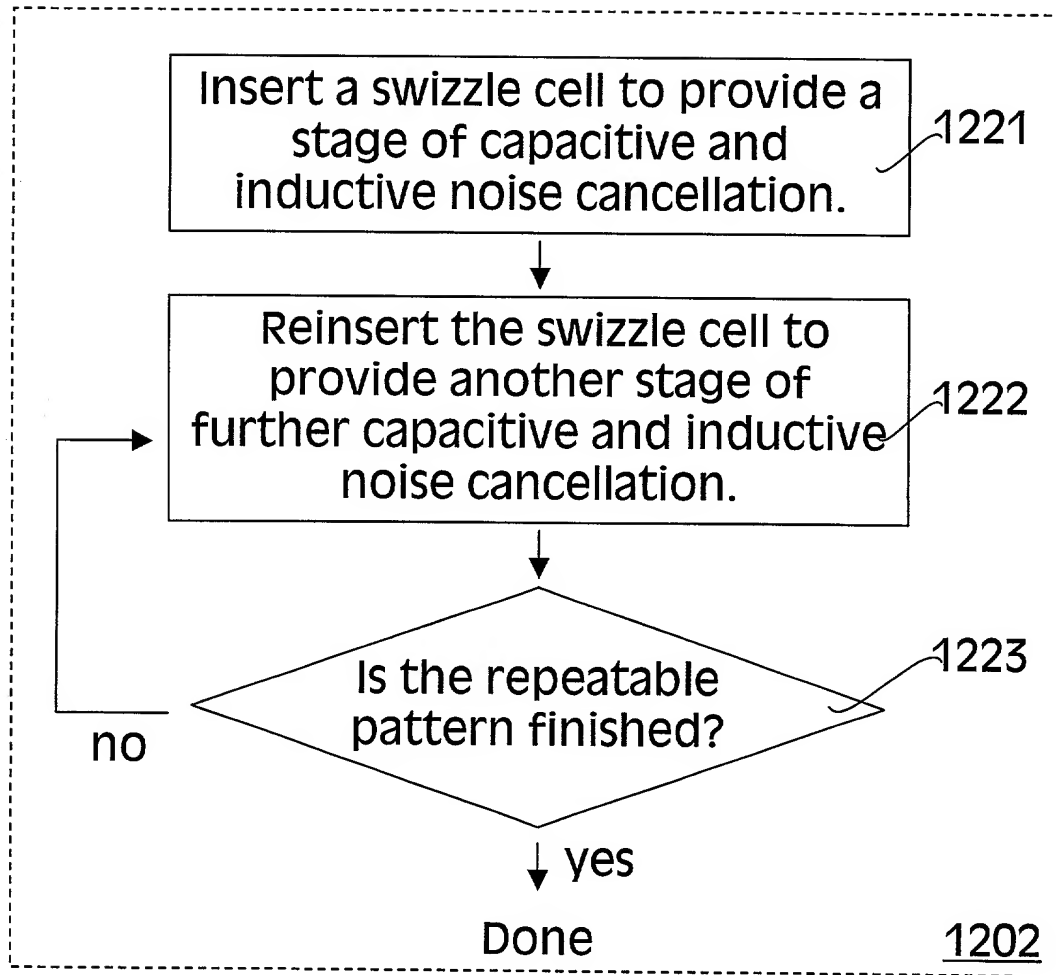 Insert a swizzle cell to provide a
stage of capacitive and
inductive noise cancellation.
1221
Reinsert the swizzle cell to
provide another stage of
further capacitive and inductive
noise cancellation.
1222
Is the repeatable
pattern finished?
1223
no
yes
Done
1202